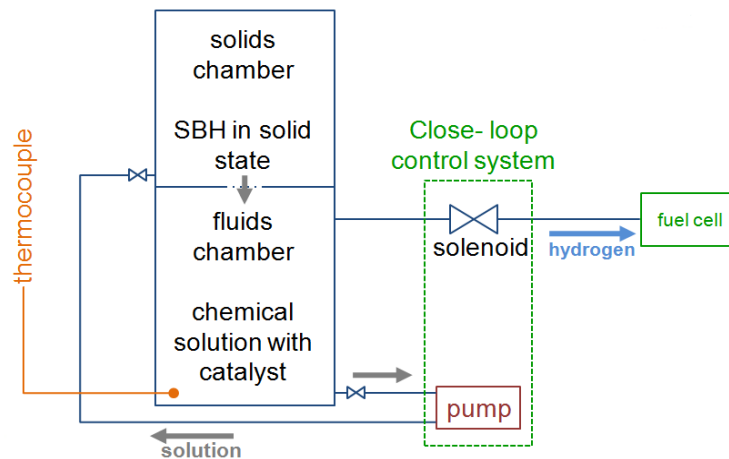 solids
chamber
SBH in solid
state
fluids
chamber
chemical
solution with
catalyst
thermocouple
Close- loop
control system
solenoid
hydrogen
fuel cell
pump
solution